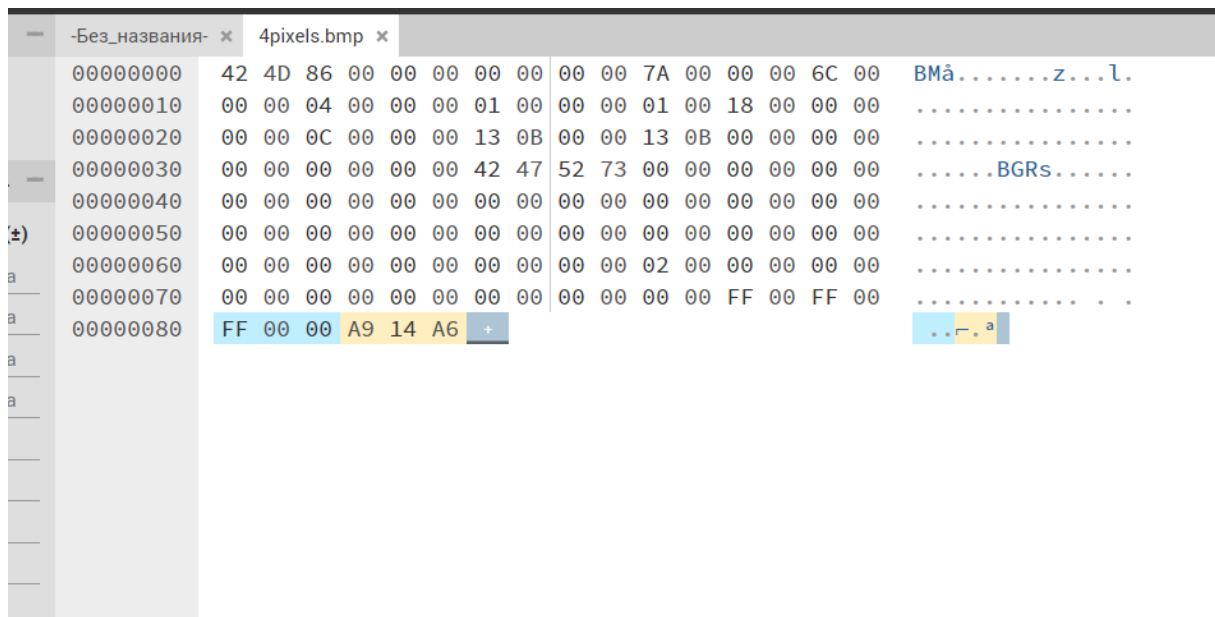 -Без_названия- × 4pixels.bmp ×
00000000 42 4D 86 00 00 00 00 00 00 00 7A 00 00 00 6C 00 BMå.......z...l.
00000010 00 00 04 00 00 00 01 00 00 00 01 00 18 00 00 00 ................
00000020 00 00 0C 00 00 00 13 0B 00 00 13 0B 00 00 00 00 ................
00000030 00 00 00 00 00 00 42 47 52 73 00 00 00 00 00 00 ......BGRs......
00000040 00 00 00 00 00 00 00 00 00 00 00 00 00 00 00 00 ................
(±) 00000050 00 00 00 00 00 00 00 00 00 00 00 00 00 00 00 00 ................
а 00000060 00 00 00 00 00 00 00 00 00 00 02 00 00 00 00 00 ................
а 00000070 00 00 00 00 00 00 00 00 00 00 00 00 FF 00 FF 00 ............ . .
00000080 FF 00 00 A9 14 A6 + ..⌐.ª
а
а